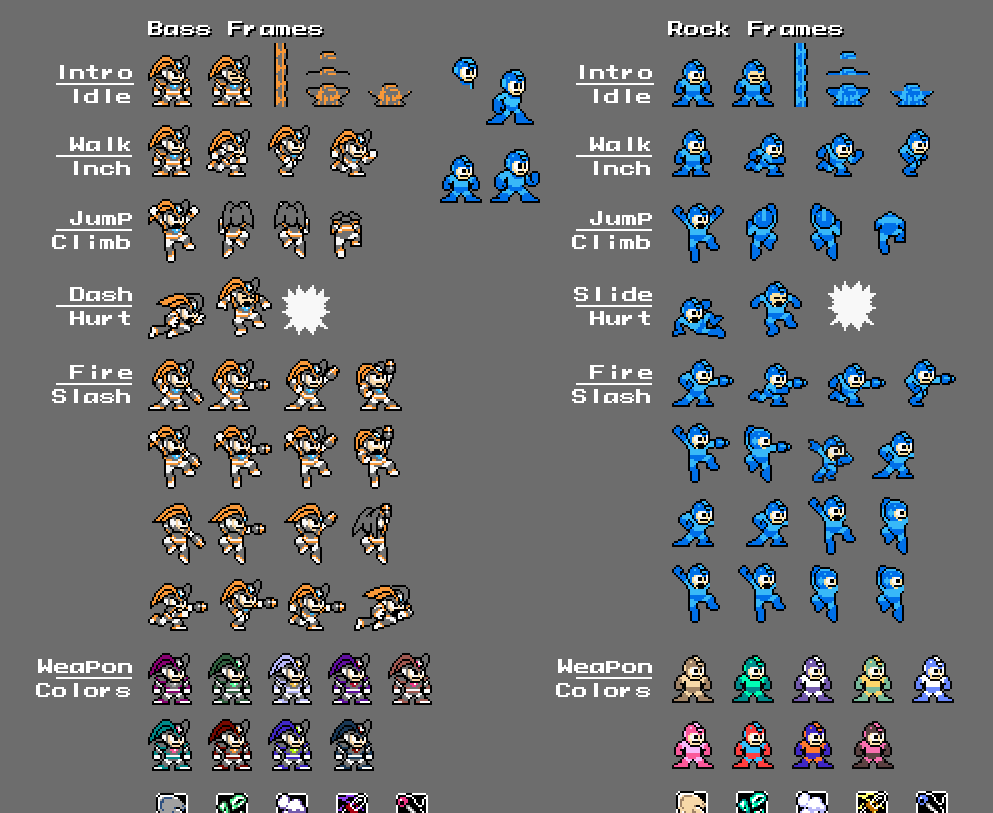 Bass Frames
Intro
Idle
Walk
Inch
Jump
Climb
Dash
Hurt
Fire
Slash
Weapon
Colors
Rock Frames
Intro
Idle
Walk
Inch
Jump
Climb
Slide
Hurt
Fire
Slash
Weapon
Colors